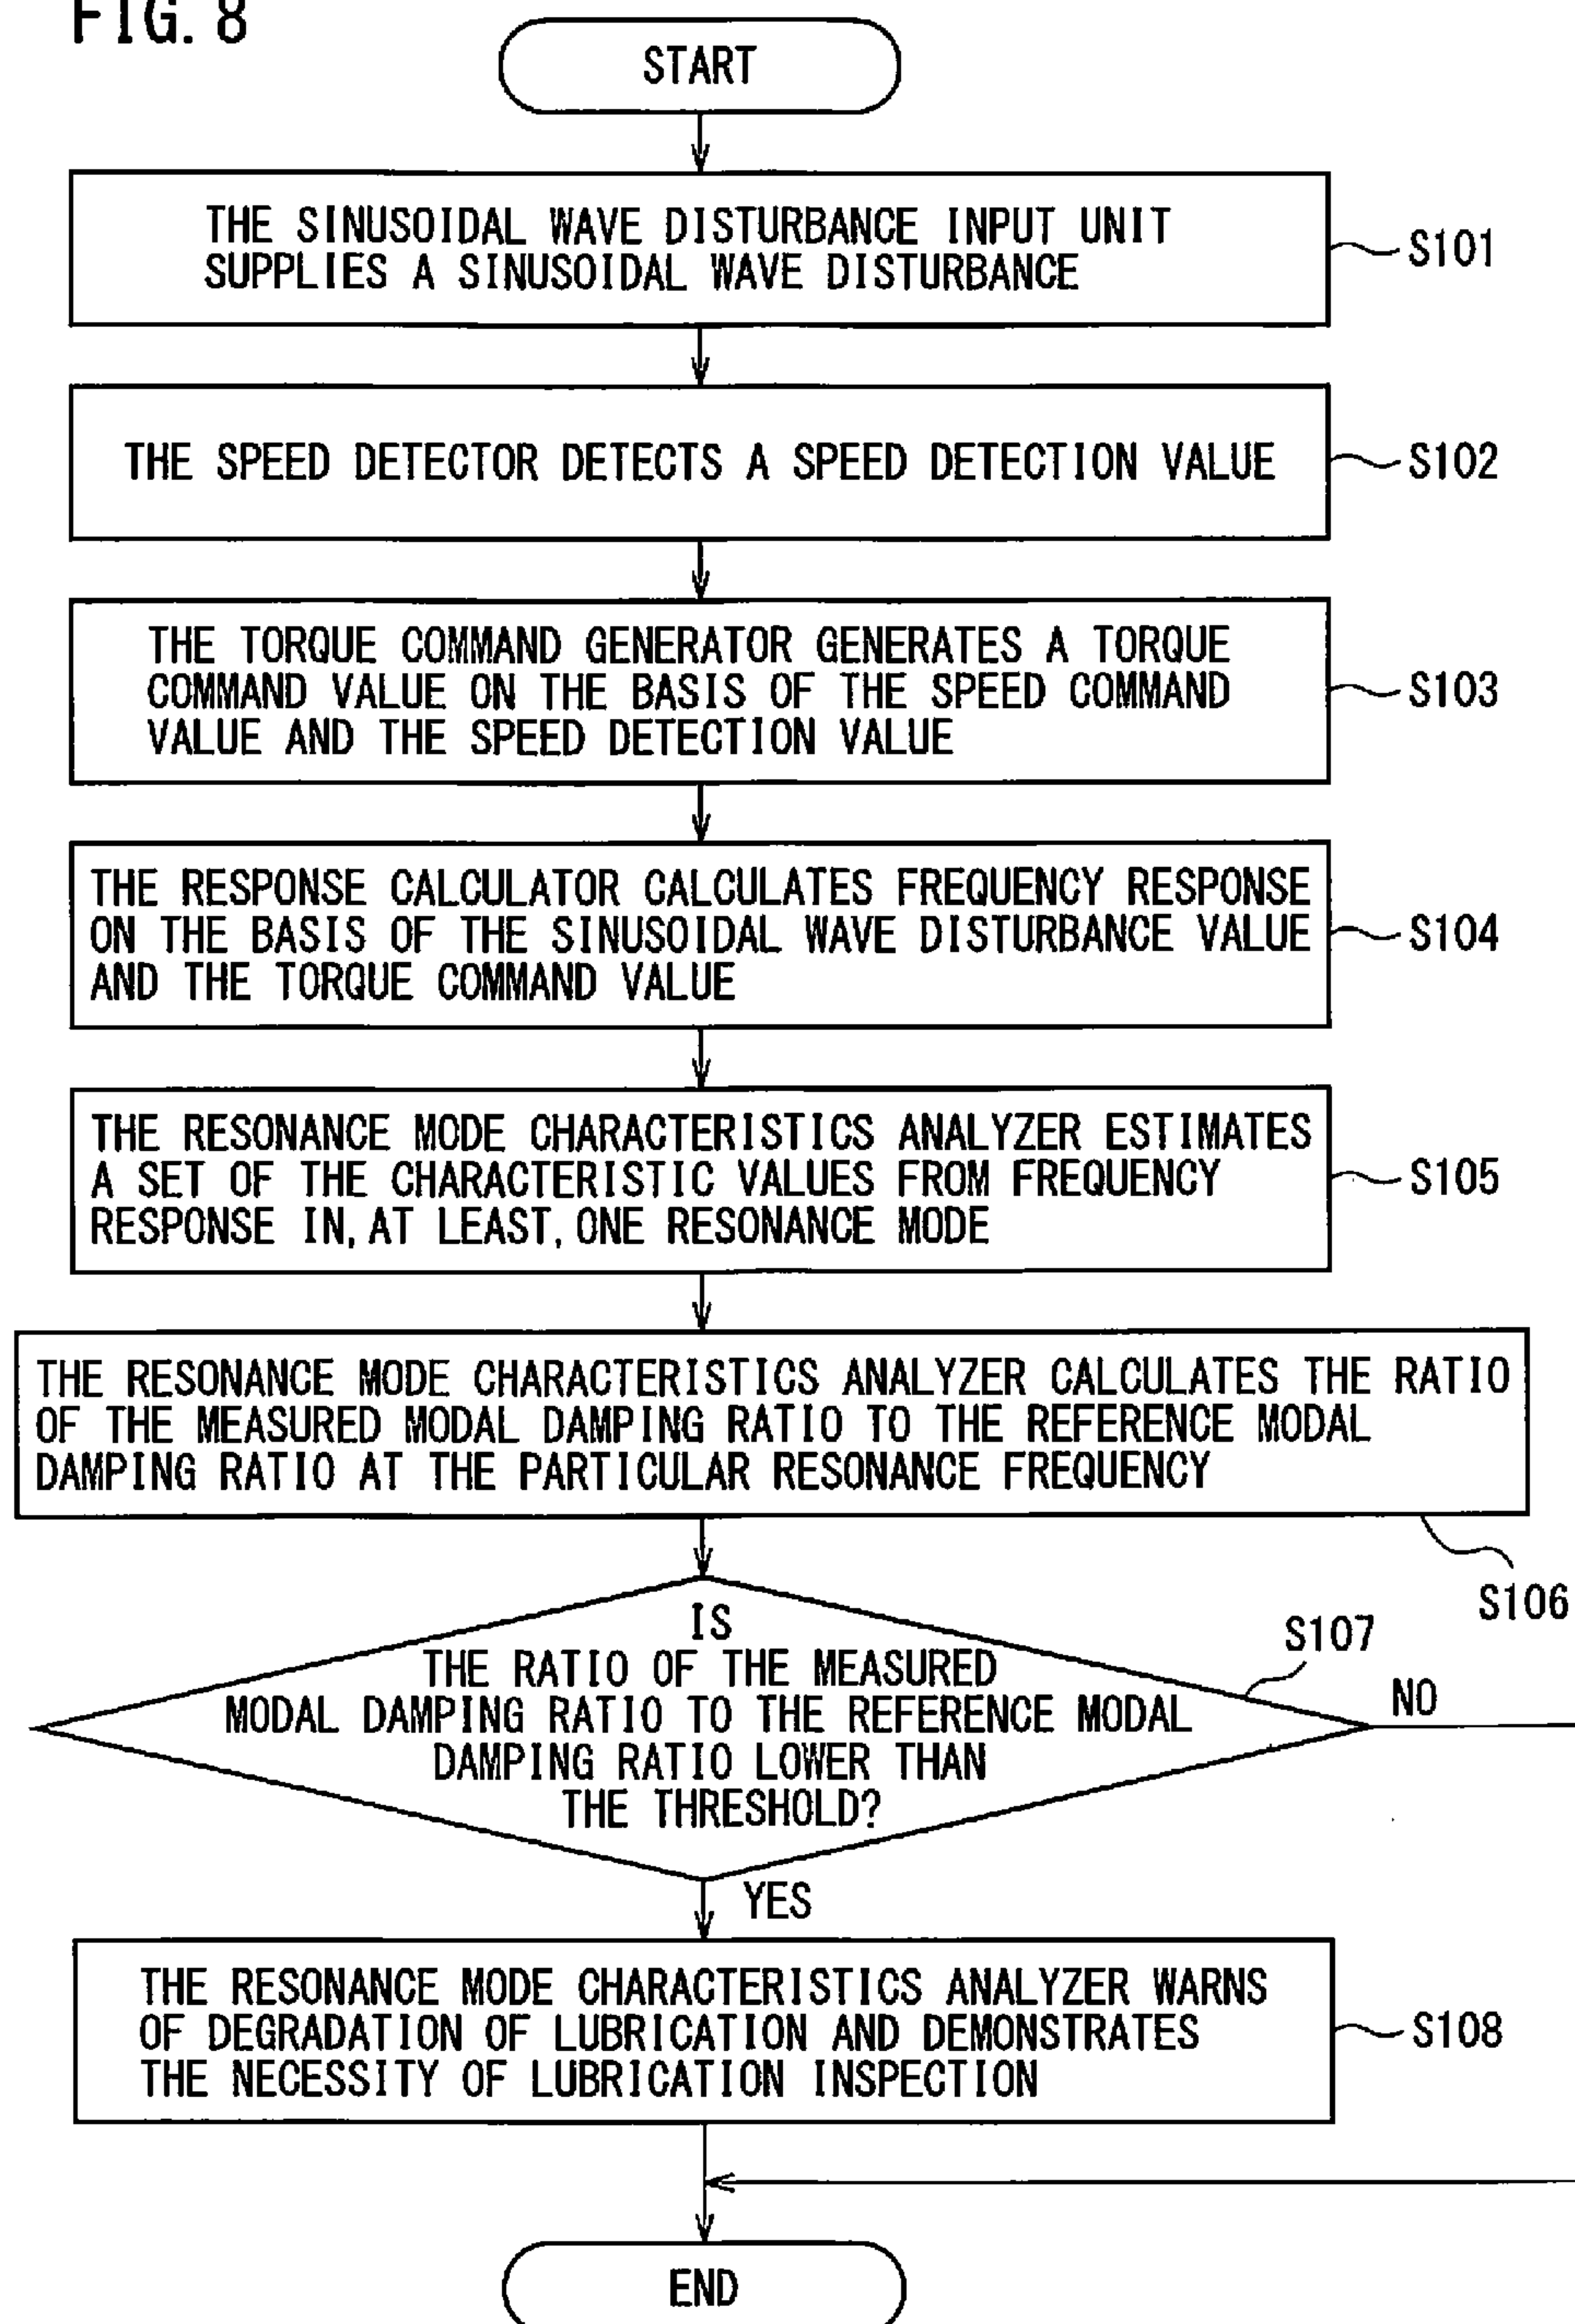 FIG. 8
START
THE SINUSOIDAL WAVE DISTURBANCE INPUT UNIT
SUPPLIES A SINUSOIDAL WAVE DISTURBANCE
S101
THE SPEED DETECTOR DETECTS A SPEED DETECTION VALUE
S102
THE TORQUE COMMAND GENERATOR GENERATES A TORQUE
COMMAND VALUE ON THE BASIS OF THE SPEED COMMAND
VALUE AND THE SPEED DETECTION VALUE
S103
THE RESPONSE CALCULATOR CALCULATES FREQUENCY RESPONSE
ON THE BASIS OF THE SINUSOIDAL WAVE DISTURBANCE VALUE
AND THE TORQUE COMMAND VALUE
S104
THE RESONANCE MODE CHARACTERISTICS ANALYZER ESTIMATES
A SET OF THE CHARACTERISTIC VALUES FROM FREQUENCY
RESPONSE IN, AT LEAST, ONE RESONANCE MODE
S105
THE RESONANCE MODE CHARACTERISTICS ANALYZER CALCULATES THE RATIO
OF THE MEASURED MODAL DAMPING RATIO TO THE REFERENCE MODAL
DAMPING RATIO AT THE PARTICULAR RESONANCE FREQUENCY
S106
IS
THE RATIO OF THE MEASURED
MODAL DAMPING RATIO TO THE REFERENCE MODAL
DAMPING RATIO LOWER THAN
THE THRESHOLD?
S107
NO
YES
THE RESONANCE MODE CHARACTERISTICS ANALYZER WARNS
OF DEGRADATION OF LUBRICATION AND DEMONSTRATES
THE NECESSITY OF LUBRICATION INSPECTION
S108
END